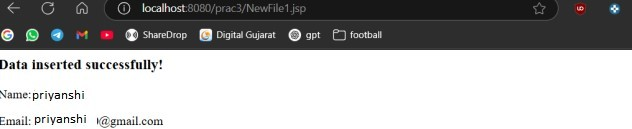 localhost:8080/prac3/NewFile1.jsp
ShareDrop Digital Gujarat gpt football
Data inserted successfully!
Name:priyanshi
Email: priyanshi @gmail.com